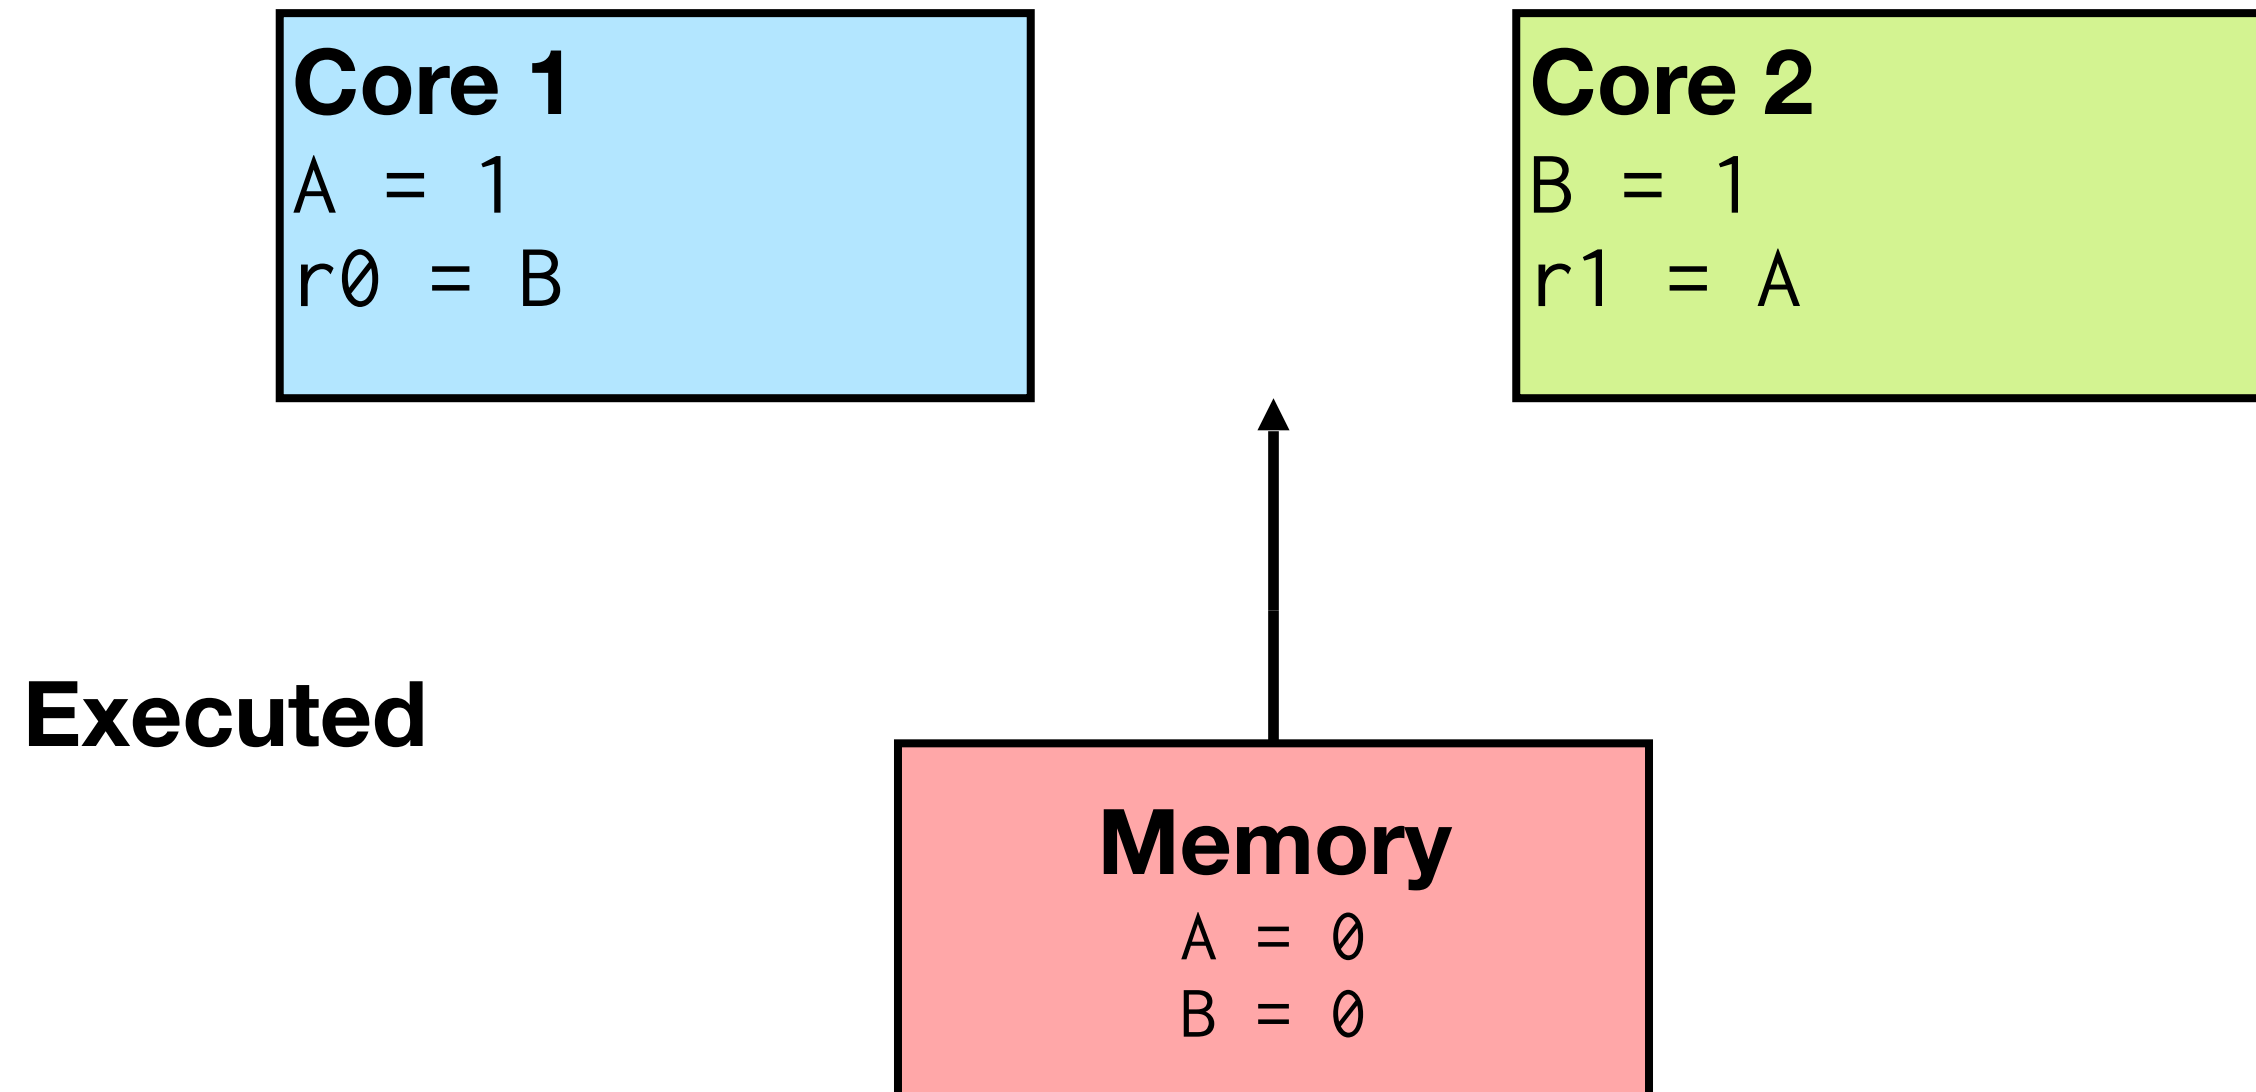 Core 1
A = 1
r0 = B
Core 2
B = 1
r1 = A
Executed
Memory
A = 0
B = 0